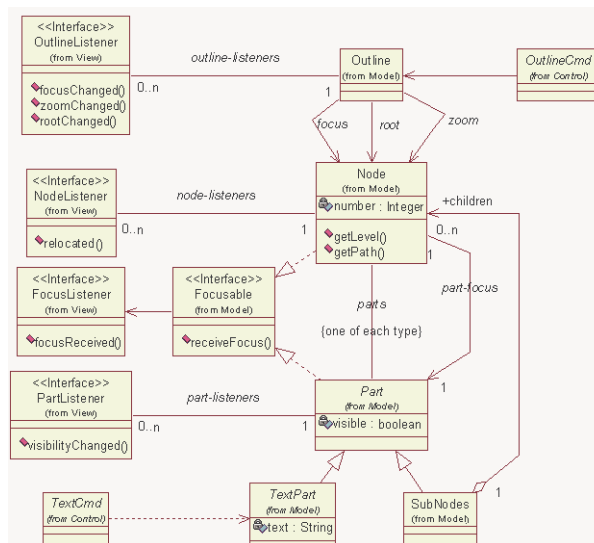 <<Interface>>
OutlineListener
(from View)
focusChanged()
zoomChanged()
rootChanged()
outline-listeners
0..n
1
Outline
(from Model)
OutlineCmd
(from Control)
focus
root
zoom
<<Interface>>
NodeListener
(from View)
relocated()
node-listeners
0..n
1
Node
(from Model)
number : Integer
getLevel()
getPath()
+children
0..n
1
<<Interface>>
FocusListener
(from View)
focusReceived()
<<Interface>>
Focusable
(from Model)
receiveFocus()
parts
{one of each type}
part-focus
1
<<Interface>>
PartListener
(from View)
visibilityChanged()
part-listeners
0..n
1
Part
(from Model)
visible : boolean
TextCmd
(from Control)
TextPart
(from Model)
text : String
SubNodes
(from Model)
1